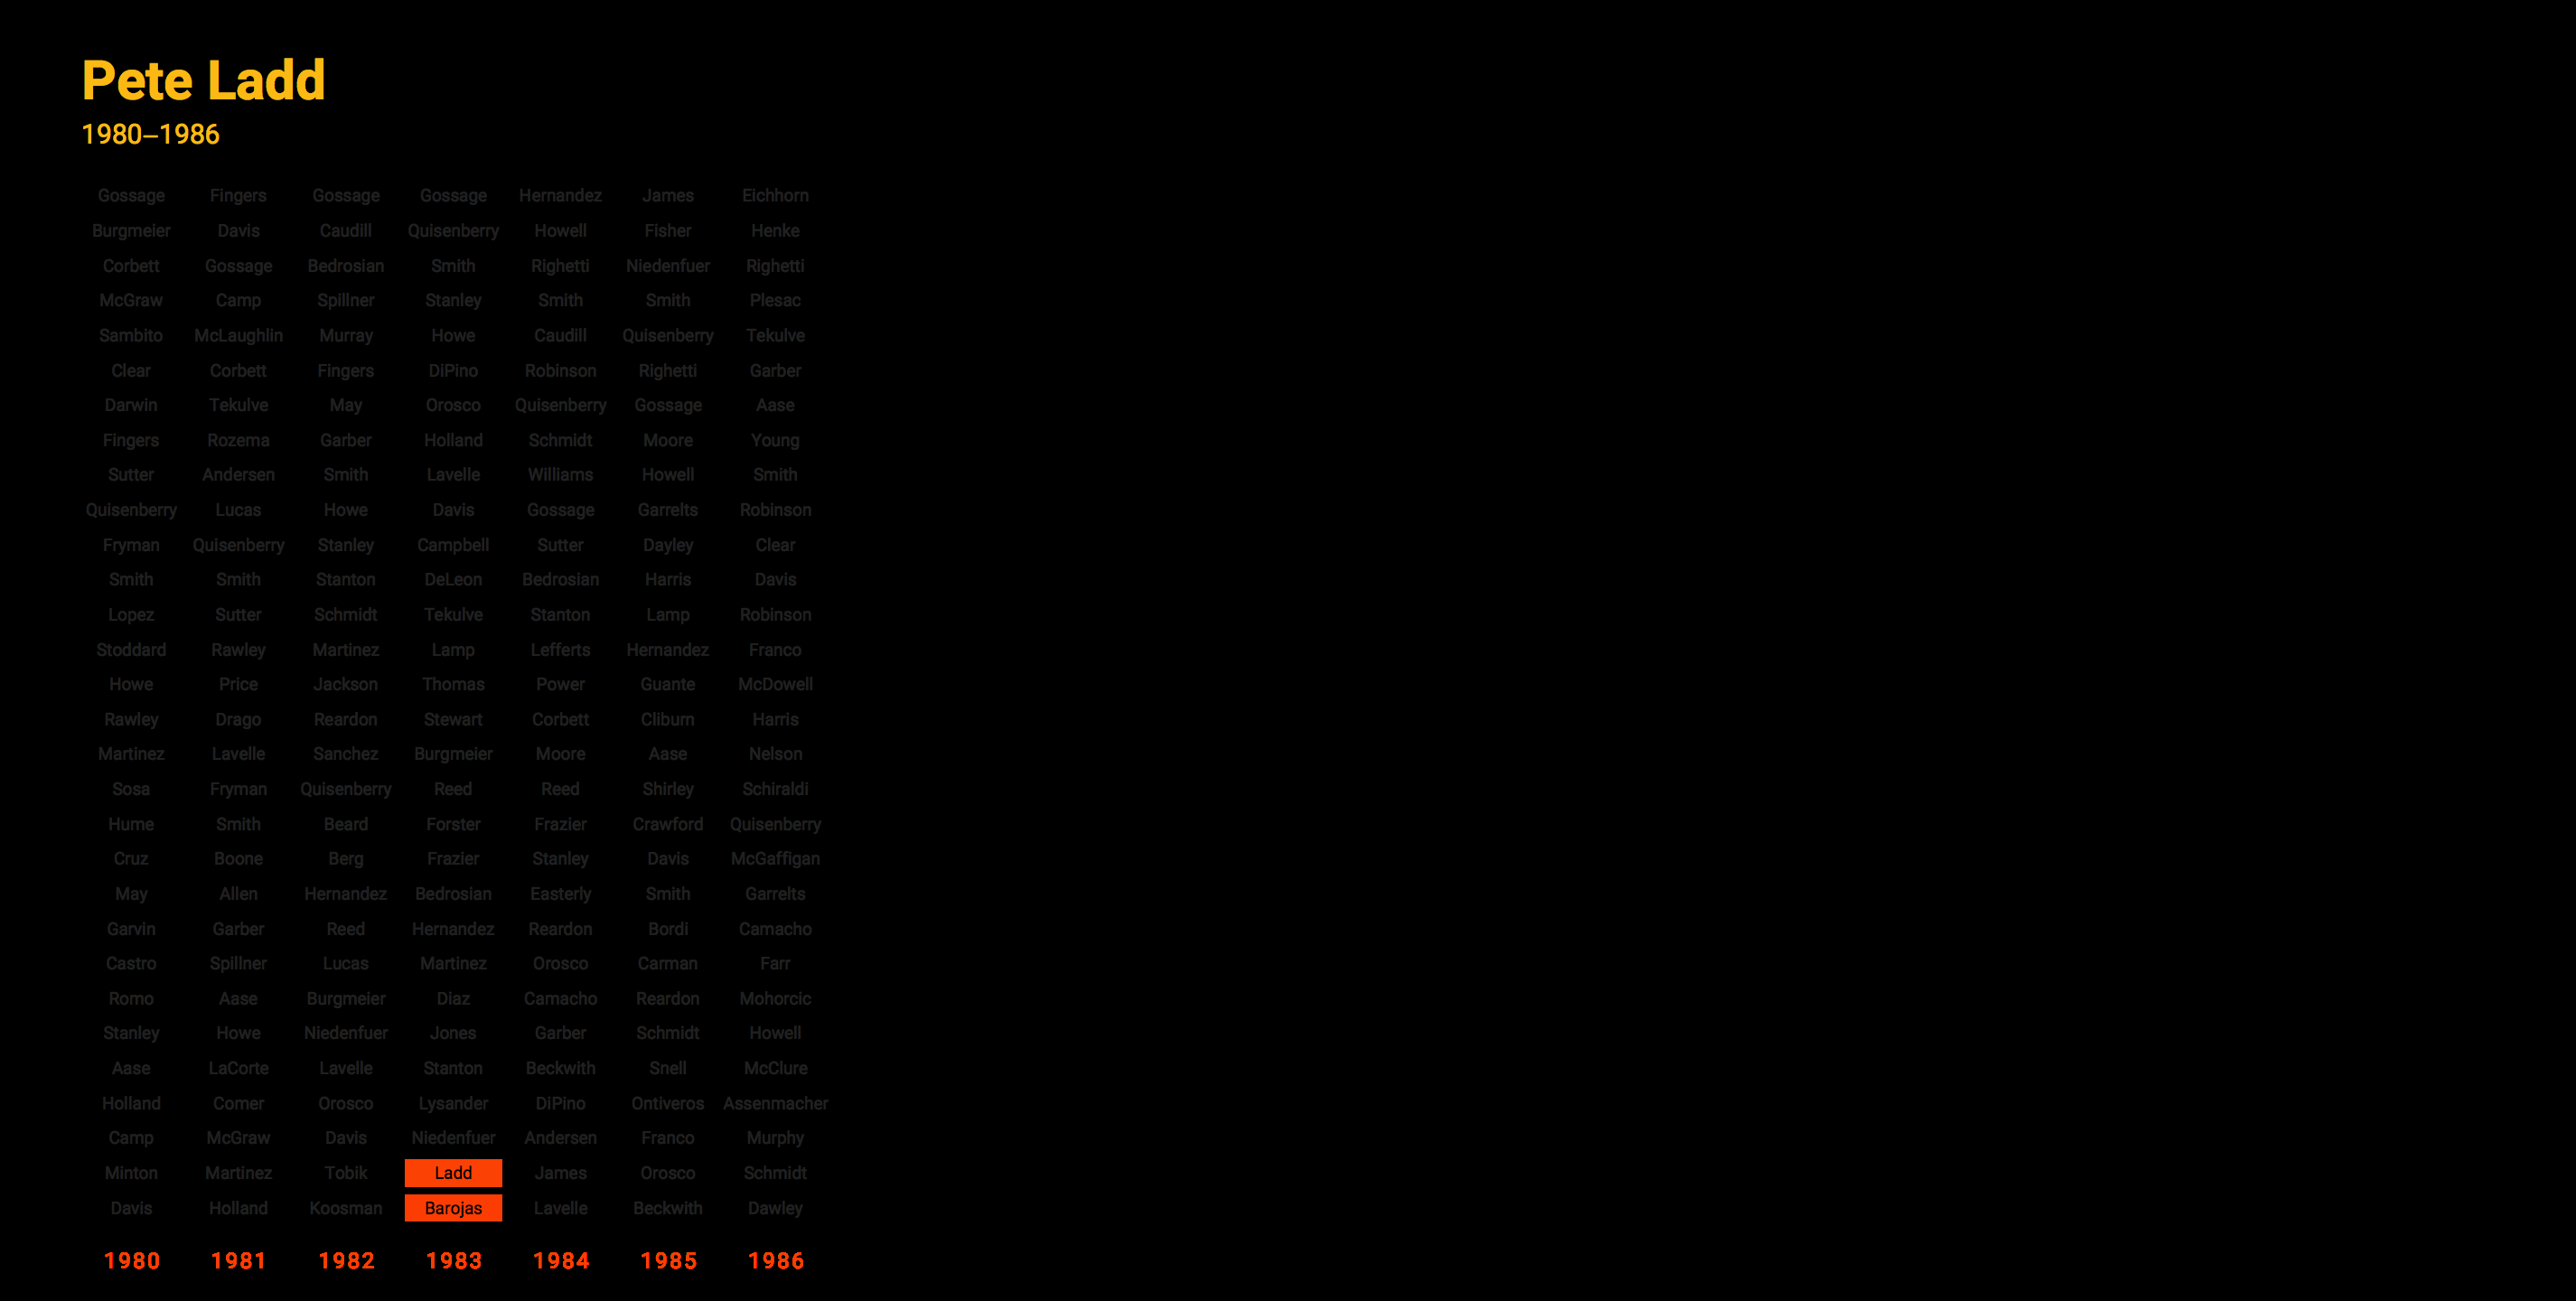 Pete Ladd
1980–1986
Gossage Fingers Gossage Gossage Hernandez James Eichhorn
Burgmeier Davis Caudill Quisenberry Howell Fisher Henke
Corbett Gossage Bedrosian Smith Righetti Niedenfuer Righetti
McGraw Camp Spillner Stanley Smith Smith Plesac
Sambito McLaughlin Murray Howe Caudill Quisenberry Tekulve
Clear Corbett Fingers DiPino Robinson Righetti Garber
Darwin Tekulve May Orosco Quisenberry Gossage Aase
Fingers Rozema Garber Holland Schmidt Moore Young
Sutter Andersen Smith Lavelle Williams Howell Smith
Quisenberry Lucas Howe Davis Gossage Garrelts Robinson
Fryman Quisenberry Stanley Campbell Sutter Dayley Clear
Smith Smith Stanton DeLeon Bedrosian Harris Davis
Lopez Sutter Schmidt Tekulve Stanton Lamp Robinson
Stoddard Rawley Martinez Lamp Lefferts Hernandez Franco
Howe Price Jackson Thomas Power Guante McDowell
Rawley Drago Reardon Stewart Corbett Cliburn Harris
Martinez Lavelle Sanchez Burgmeier Moore Aase Nelson
Sosa Fryman Quisenberry Reed Reed Shirley Schiraldi
Hume Smith Beard Forster Frazier Crawford Quisenberry
Cruz Boone Berg Frazier Stanley Davis McGaffigan
May Allen Hernandez Bedrosian Easterly Smith Garrelts
Garvin Garber Reed Hernandez Reardon Bordi Camacho
Castro Spillner Lucas Martinez Orosco Carman Farr
Romo Aase Burgmeier Diaz Camacho Reardon Mohorcic
Stanley Howe Niedenfuer Jones Garber Schmidt Howell
Aase LaCorte Lavelle Stanton Beckwith Snell McClure
Holland Comer Orosco Lysander DiPino Ontiveros Assenmacher
Camp McGraw Davis Niedenfuer Andersen Franco Murphy
Minton Martinez Tobik Ladd James Orosco Schmidt
Davis Holland Koosman Barojas Lavelle Beckwith Dawley
1980 1981 1982 1983 1984 1985 1986